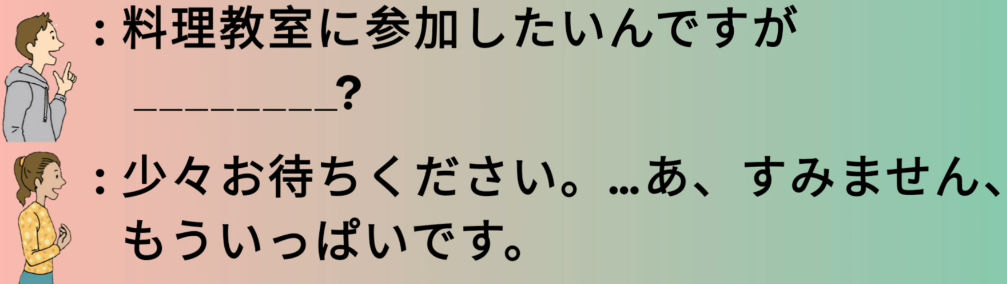 : 料理教室に参加したいんですが
________?
: 少々お待ちください。…あ、すみません、
もういっぱいです。